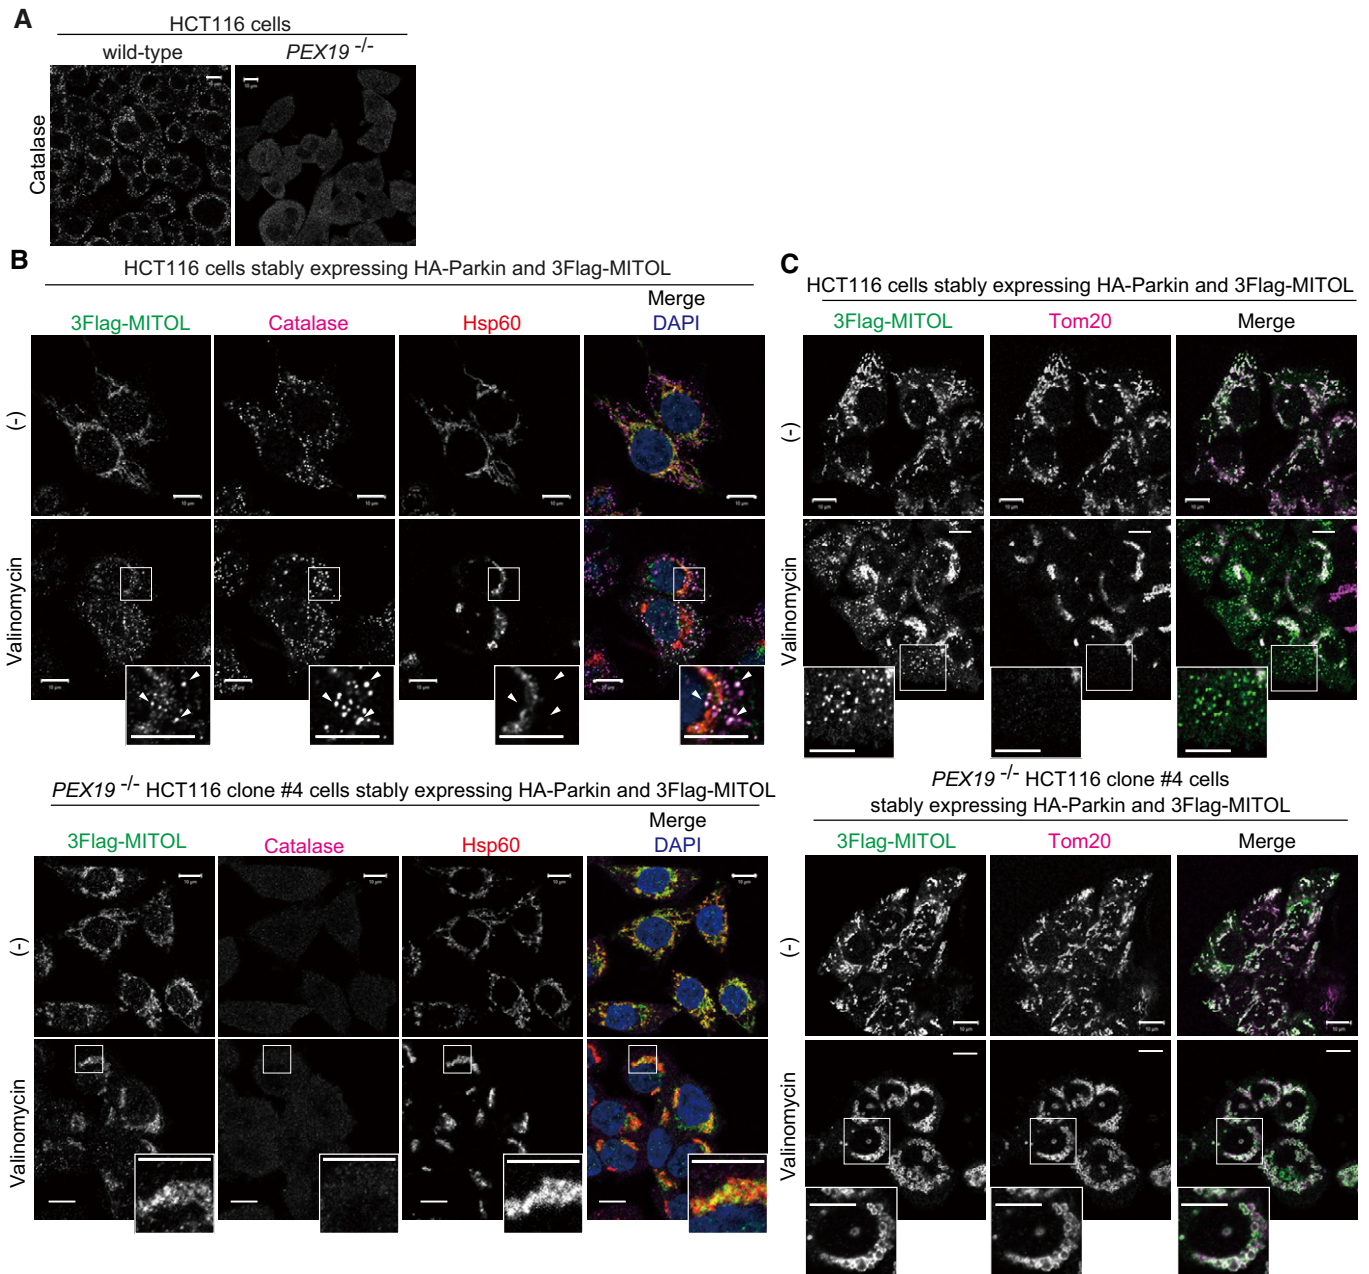 A
HCT116 cells
wild-type
PEX19 -/-
Catalase
B
HCT116 cells stably expressing HA-Parkin and 3Flag-MITOL
3Flag-MITOL
Catalase
Hsp60
Merge
DAPI
(-)
Valinomycin
PEX19 -/- HCT116 clone #4 cells stably expressing HA-Parkin and 3Flag-MITOL
3Flag-MITOL
Catalase
Hsp60
Merge
DAPI
(-)
Valinomycin
C
HCT116 cells stably expressing HA-Parkin and 3Flag-MITOL
3Flag-MITOL
Tom20
Merge
(-)
Valinomycin
PEX19 -/- HCT116 clone #4 cells
stably expressing HA-Parkin and 3Flag-MITOL
3Flag-MITOL
Tom20
Merge
(-)
Valinomycin